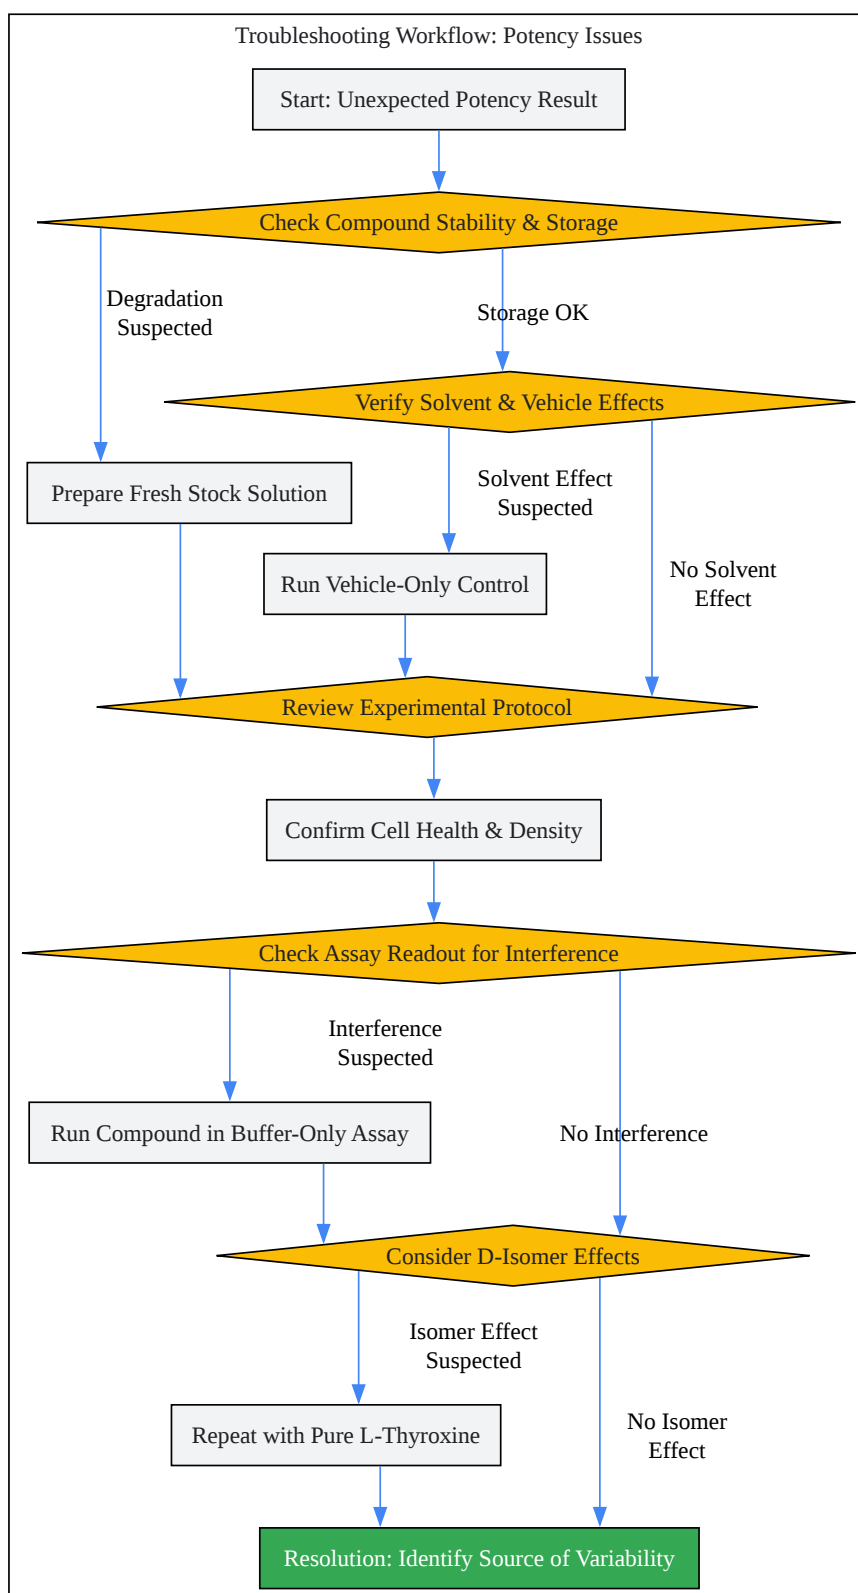 Troubleshooting Workflow: Potency Issues
Start: Unexpected Potency Result
Check Compound Stability & Storage
Degradation
Suspected
Storage OK
Verify Solvent & Vehicle Effects
Prepare Fresh Stock Solution
Solvent Effect
Suspected
Run Vehicle-Only Control
No Solvent
Effect
Review Experimental Protocol
Confirm Cell Health & Density
Check Assay Readout for Interference
Interference
Suspected
Run Compound in Buffer-Only Assay
No Interference
Consider D-Isomer Effects
Isomer Effect
Suspected
Repeat with Pure L-Thyroxine
No Isomer
Effect
Resolution: Identify Source of Variability